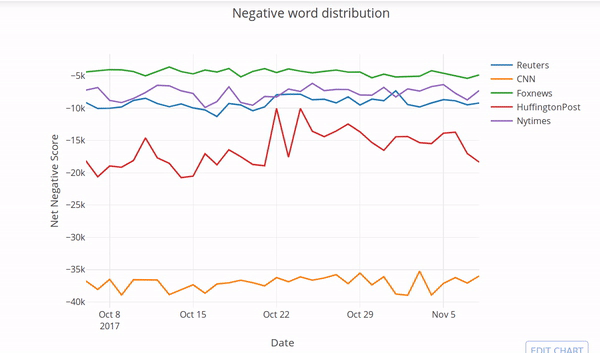 Negative word distribution
Reuters
CNN
Foxnews
HuffingtonPost
Nytimes
Net Negative Score
−5k
−10k
−15k
−20k
−25k
−30k
−35k
−40k
Oct 8
2017
Oct 15
Oct 22
Oct 29
Nov 5
Date
EDIT CHART